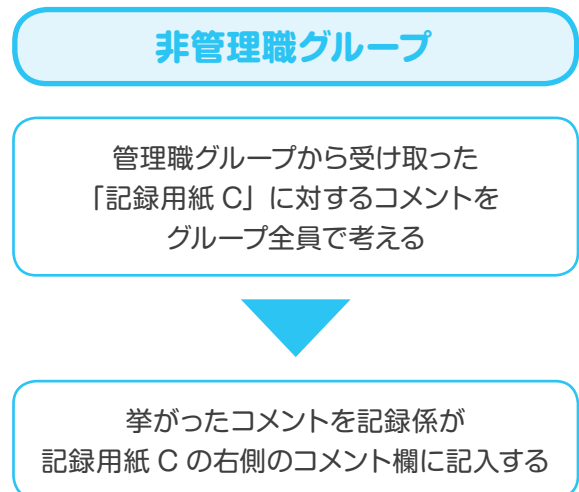 非管理職グループ
管理職グループから受け取った
「記録用紙 C」に対するコメントを
グループ全員で考える
挙がったコメントを記録係が
記録用紙 C の右側のコメント欄に記入する